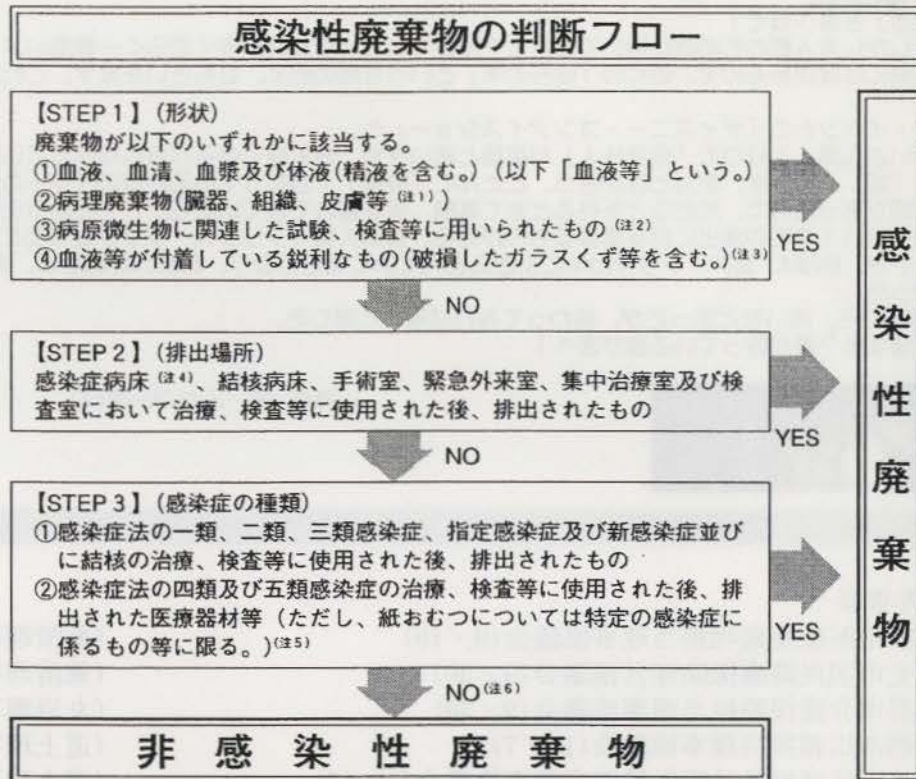 感染性廃棄物の判断フロー
【STEP 1】(形状)
廃棄物が以下のいずれかに該当する。
①血液、血清、血漿及び体液(精液を含む。)(以下「血液等」という。)
②病理廃棄物(臓器、組織、皮膚等(注1))
③病原微生物に関連した試験、検査等に用いられたもの(注2)
④血液等が付着している鋭利なもの(破損したガラスくず等を含む。)(注3)
YES
NO
【STEP 2】(排出場所)
感染症病床(注4)、結核病床、手術室、緊急外来室、集中治療室及び検
査室において治療、検査等に使用された後、排出されたもの
YES
NO
【STEP 3】(感染症の種類)
①感染症法の一類、二類、三類感染症、指定感染症及び新感染症並び
に結核の治療、検査等に使用された後、排出されたもの
②感染症法の四類及び五類感染症の治療、検査等に使用された後、排
出された医療器材等(ただし、紙おむつについては特定の感染症に
係るもの等に限る。)(注5)
YES
NO(注6)
非感染性廃棄物
感染性廃棄物